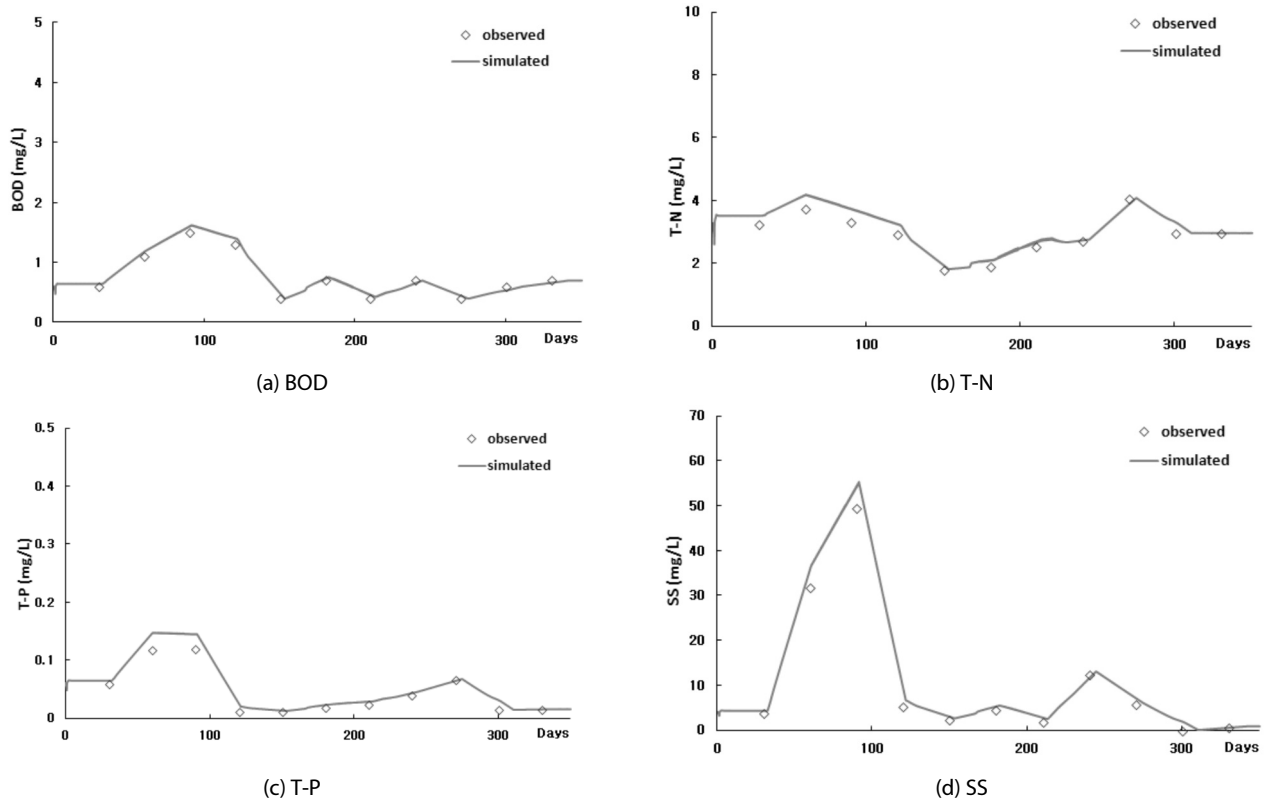 5
4
3
2
1
0
BOD (mg/L)
observed
simulated
0
100
200
300
Days
(a) BOD
10
8
6
4
2
0
T-N (mg/L)
observed
simulated
0
100
200
300
Days
(b) T-N
0.5
0.4
0.3
0.2
0.1
0
T-P (mg/L)
observed
simulated
0
100
200
300
Days
(c) T-P
70
60
50
40
30
20
10
0
SS (mg/L)
observed
simulated
0
100
200
300
Days
(d) SS